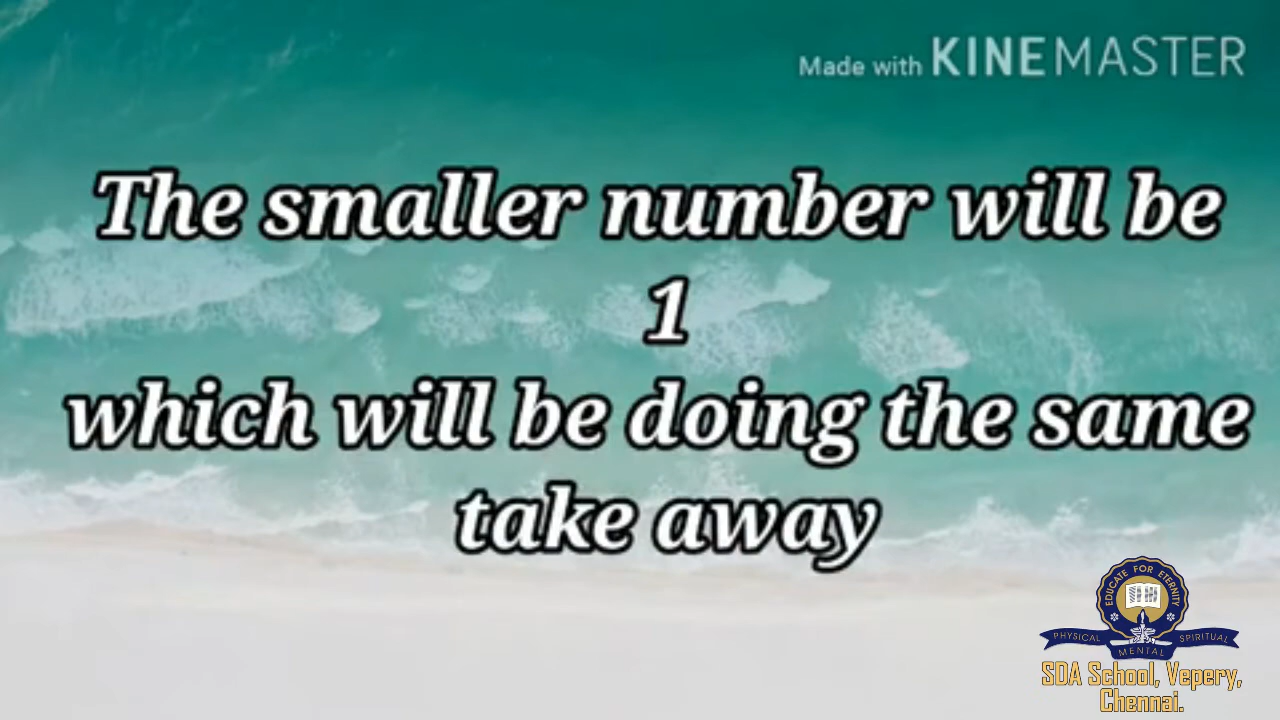 Made with KINEMASTER
The smaller number will be
1
which will be doing the same
take away
EDUCATE FOR ETERNITY
PHYSICAL MENTAL SPIRITUAL
SDA School, Vepery,
Chennai.